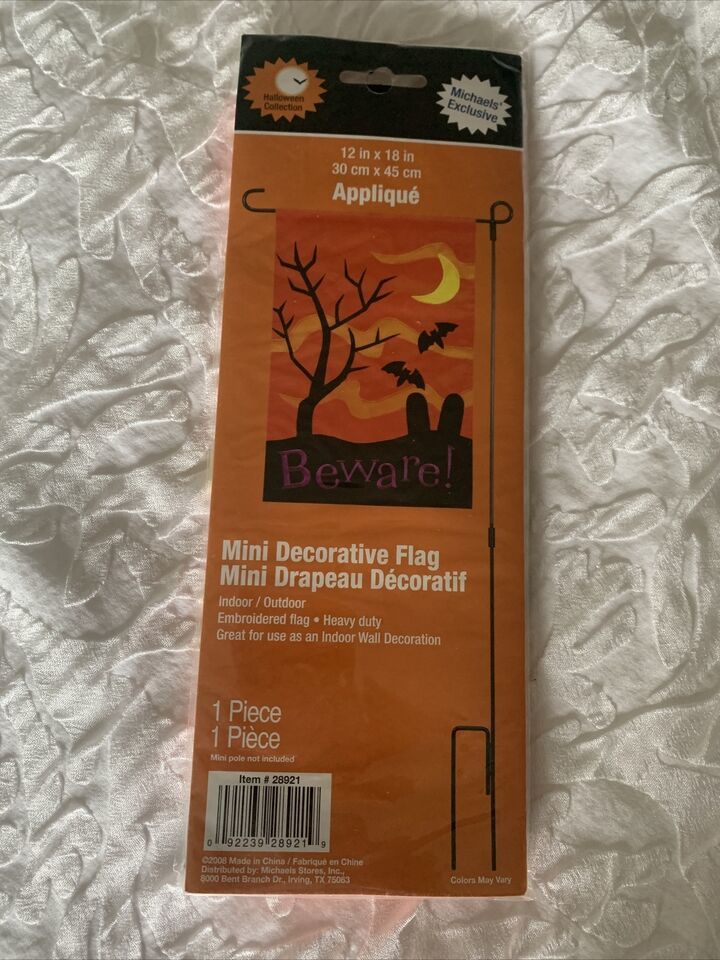 Halloween
Collection
Michaels'
Exclusive
12 in x 18 in
30 cm x 45 cm
Appliqué
Beware!
Mini Decorative Flag
Mini Drapeau Décoratif
Indoor / Outdoor
Embroidered flag • Heavy duty
Great for use as an Indoor Wall Decoration
1 Piece
1 Pièce
Mini pole not included
Item # 28921
0 92239 28921 9
©2008 Made in China / Fabriqué en Chine
Distributed by: Michaels Stores, Inc.,
8000 Bent Branch Dr., Irving, TX 75063
Colors May Vary